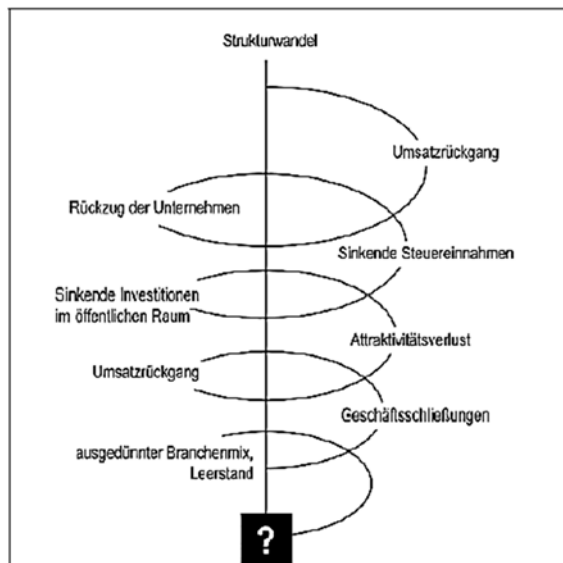 Strukturwandel
Umsatzrückgang
Rückzug der Unternehmen
Sinkende Steuereinnahmen
Sinkende Investitionen
im öffentlichen Raum
Attraktivitätsverlust
Umsatzrückgang
Geschäftsschließungen
ausgedünnter Branchenmix,
Leerstand
?